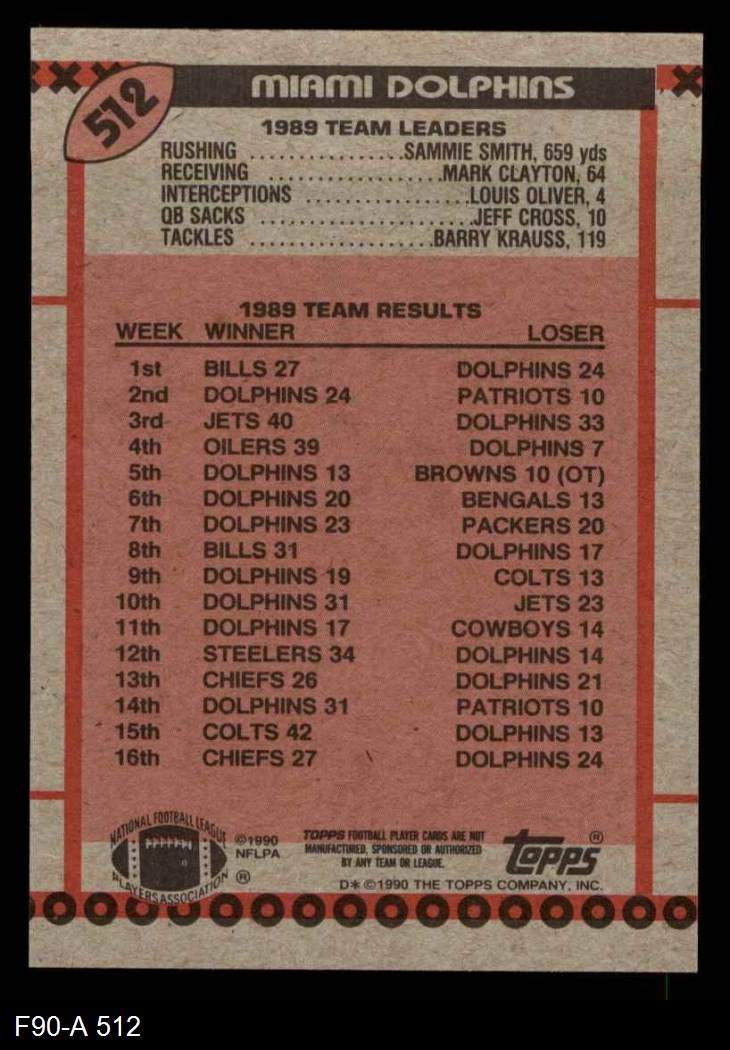 512
MIAMI DOLPHINS
1989 TEAM LEADERS
RUSHING ................SAMMIE SMITH, 659 yds
RECEIVING ..................MARK CLAYTON, 64
INTERCEPTIONS .................LOUIS OLIVER, 4
QB SACKS ......................JEFF CROSS, 10
TACKLES ...................BARRY KRAUSS, 119
1989 TEAM RESULTS
WEEK WINNER LOSER
1st BILLS 27 DOLPHINS 24
2nd DOLPHINS 24 PATRIOTS 10
3rd JETS 40 DOLPHINS 33
4th OILERS 39 DOLPHINS 7
5th DOLPHINS 13 BROWNS 10 (OT)
6th DOLPHINS 20 BENGALS 13
7th DOLPHINS 23 PACKERS 20
8th BILLS 31 DOLPHINS 17
9th DOLPHINS 19 COLTS 13
10th DOLPHINS 31 JETS 23
11th DOLPHINS 17 COWBOYS 14
12th STEELERS 34 DOLPHINS 14
13th CHIEFS 26 DOLPHINS 21
14th DOLPHINS 31 PATRIOTS 10
15th COLTS 42 DOLPHINS 13
16th CHIEFS 27 DOLPHINS 24
NATIONAL FOOTBALL LEAGUE
PLAYERS ASSOCIATION
®
©1990
NFLPA
TOPPS FOOTBALL PLAYER CARDS ARE NOT
MANUFACTURED, SPONSORED OR AUTHORIZED
BY ANY TEAM OR LEAGUE.
TOPPS®
D* ©1990 THE TOPPS COMPANY, INC.
F90-A 512